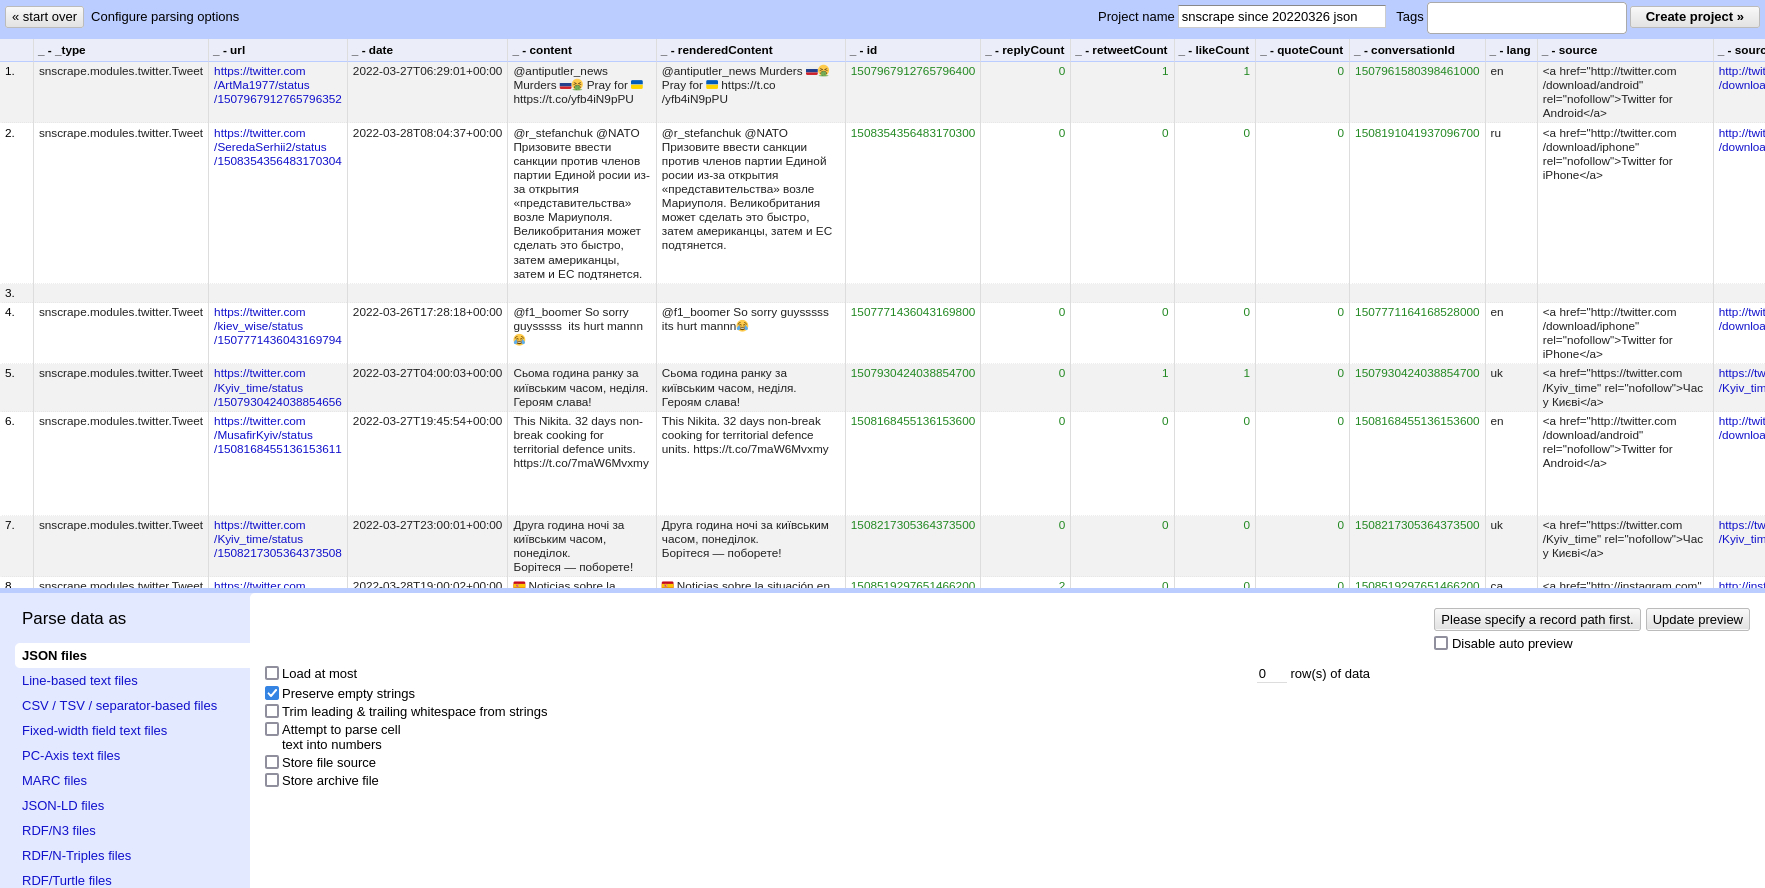 « start over Configure parsing options Project name snscrape since 20220326 json Tags Create project »
_ - _type _ - url _ - date _ - content _ - renderedContent _ - id _ - replyCount _ - retweetCount _ - likeCount _ - quoteCount _ - conversationId _ - lang _ - source
1. snscrape.modules.twitter.Tweet https://twitter.com @antiputler_news @antiputler_news Murders 🇷🇺🤮 1507967912765796400 0 1 1 0 1507961580398461000 en <a href="http://twitter.com
/ArtMa1977/status 2022-03-27T06:29:01+00:00 Murders 🇷🇺🤮 Pray for 🇺🇦 Pray for 🇺🇦 https://t.co /download/android"
/1507967912765796352 https://t.co/yfb4iN9pPU /yfb4iN9pPU rel="nofollow">Twitter for
Android</a>
2. snscrape.modules.twitter.Tweet https://twitter.com 2022-03-28T08:04:37+00:00 @r_stefanchuk @NATO @r_stefanchuk @NATO 1508354356483170300 0 0 0 0 1508191041937096700 ru <a href="http://twitter.com
/SeredaSerhii2/status Призовите ввести Призовите ввести санкции /download/iphone"
/1508354356483170304 санкции против членов против членов партии Единой rel="nofollow">Twitter for
партии Единой росии из- росии из-за открытия iPhone</a>
за открытия «представительства» возле
«представительства» Мариуполя. Великобритания
возле Мариуполя. может сделать это быстро,
Великобритания может затем американцы, затем и ЕС
сделать это быстро, подтянется.
затем американцы,
затем и ЕС подтянется.
3.
4. snscrape.modules.twitter.Tweet https://twitter.com 2022-03-26T17:28:18+00:00 @f1_boomer So sorry @f1_boomer So sorry guysssss 1507771436043169800 0 0 0 0 1507771164168528000 en <a href="http://twitter.com
/kiev_wise/status guysssss its hurt mannn its hurt mannn😂 /download/iphone"
/1507771436043169794 😂 rel="nofollow">Twitter for
iPhone</a>
5. snscrape.modules.twitter.Tweet https://twitter.com 2022-03-27T04:00:03+00:00 Сьома година ранку за Сьома година ранку за 1507930424038854700 0 1 1 0 1507930424038854700 uk <a href="https://twitter.com
/Kyiv_time/status київським часом, неділя. київським часом, неділя. /Kyiv_time" rel="nofollow">Час
/1507930424038854656 Героям слава! Героям слава! у Києві</a>
6. snscrape.modules.twitter.Tweet https://twitter.com 2022-03-27T19:45:54+00:00 This Nikita. 32 days non- This Nikita. 32 days non-break 1508168455136153600 0 0 0 0 1508168455136153600 en <a href="http://twitter.com
/MusafirKyiv/status break cooking for cooking for territorial defence /download/android"
/1508168455136153611 territorial defence units. units. https://t.co/7maW6Mvxmy rel="nofollow">Twitter for
https://t.co/7maW6Mvxmy Android</a>
7. snscrape.modules.twitter.Tweet https://twitter.com 2022-03-27T23:00:01+00:00 Друга година ночі за Друга година ночі за київським 1508217305364373500 0 0 0 0 1508217305364373500 uk <a href="https://twitter.com
/Kyiv_time/status київським часом, часом, понеділок. /Kyiv_time" rel="nofollow">Час
/1508217305364373508 понеділок. Борітеся — поборете! у Києві</a>
Борітеся — поборете!
8. snscrape.modules.twitter.Tweet https://twitter.com 2022-03-28T19:00:02+00:00 🇪🇸 Noticias sobre la 🇪🇸 Noticias sobre la situación en 1508519297651466200 2 0 0 0 1508519297651466200 ca <a href="http://instagram.com"
Parse data as
Please specify a record path first. Update preview
Disable auto preview
JSON files
Line-based text files
CSV / TSV / separator-based files
Fixed-width field text files
PC-Axis text files
MARC files
JSON-LD files
RDF/N3 files
RDF/N-Triples files
RDF/Turtle files
Load at most 0 row(s) of data
Preserve empty strings
Trim leading & trailing whitespace from strings
Attempt to parse cell
text into numbers
Store file source
Store archive file